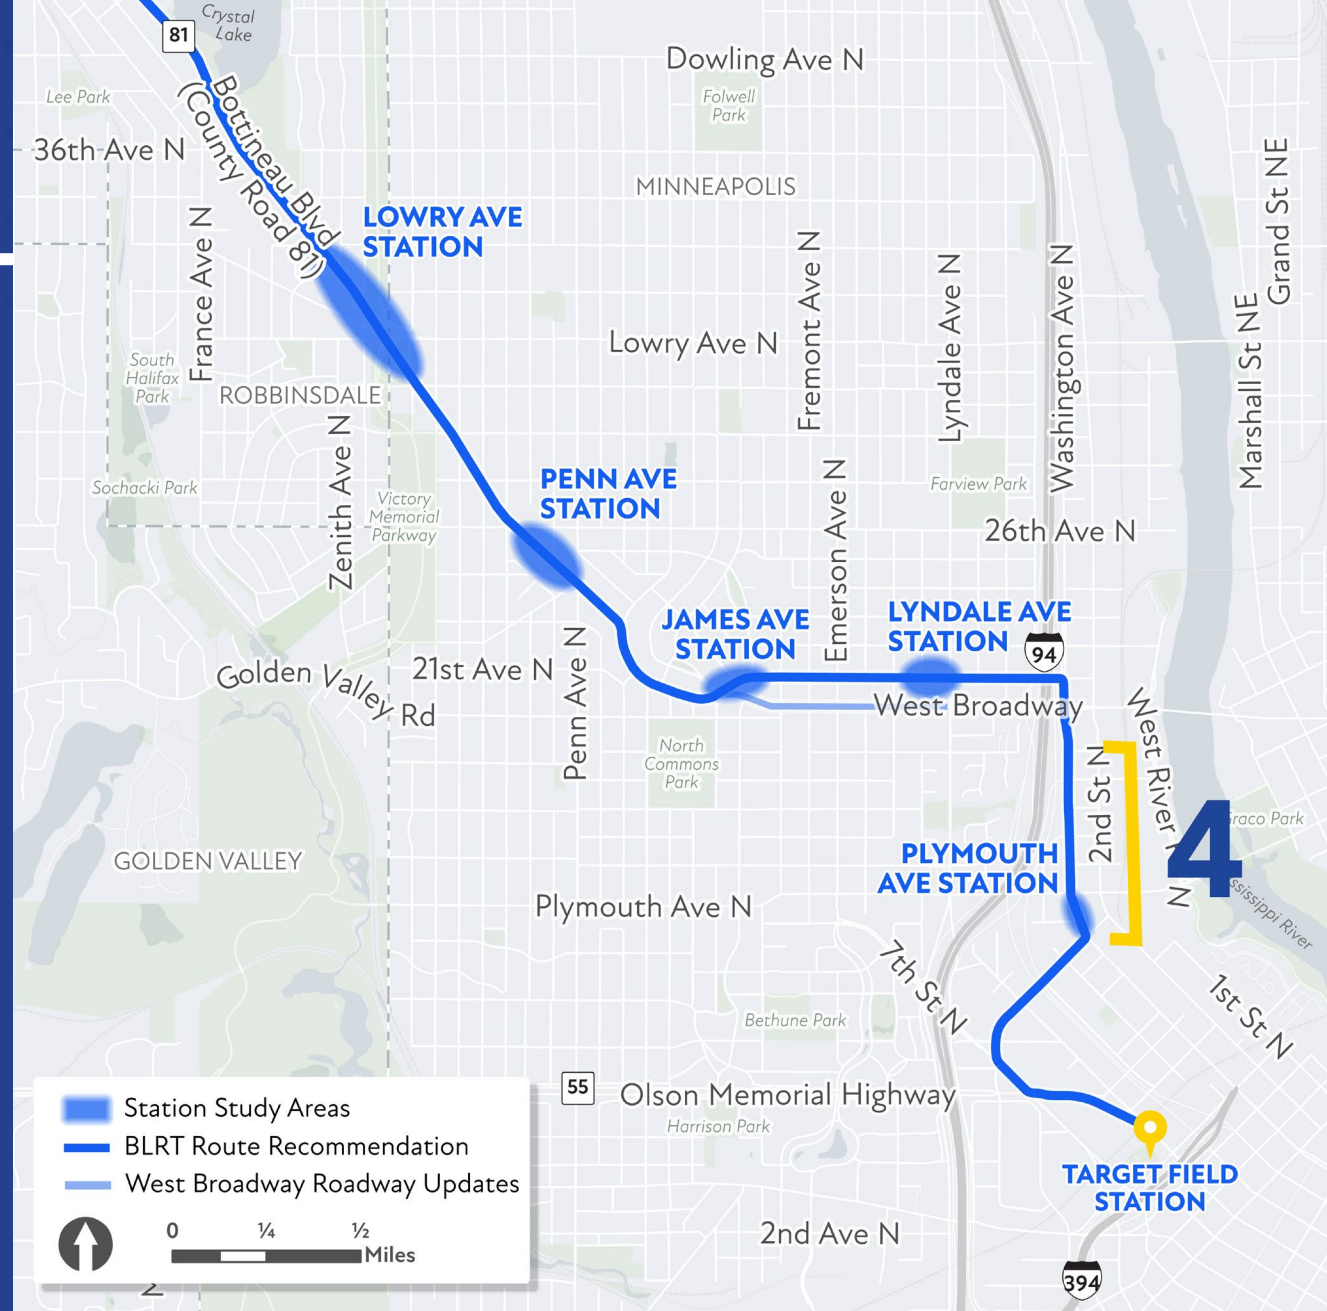 Crystal
Lake
81
Dowling Ave N
Lee Park
Folwell
Park
Bottineau Blvd
(County Road 81)
36th Ave N
MINNEAPOLIS
Grand St NE
LOWRY AVE
STATION
France Ave N
Fremont Ave N
Lyndale Ave N
Washington Ave N
Marshall St NE
Lowry Ave N
South
Halifax
Park
ROBBINSDALE
Zenith Ave N
PENN AVE
STATION
Sochacki Park
Victory
Memorial
Parkway
Farview Park
Emerson Ave N
26th Ave N
JAMES AVE
STATION
LYNDALE AVE
STATION
94
Golden Valley Rd
21st Ave N
Penn Ave N
West Broadway
North
Commons
Park
2nd St N
West River
N
4
Graco Park
GOLDEN VALLEY
PLYMOUTH
AVE STATION
Plymouth Ave N
Mississippi River
7th St N
1st St N
Bethune Park
55
Olson Memorial Highway
Harrison Park
TARGET FIELD
STATION
2nd Ave N
394
Station Study Areas
BLRT Route Recommendation
West Broadway Roadway Updates
0 ¼ ½
Miles
N